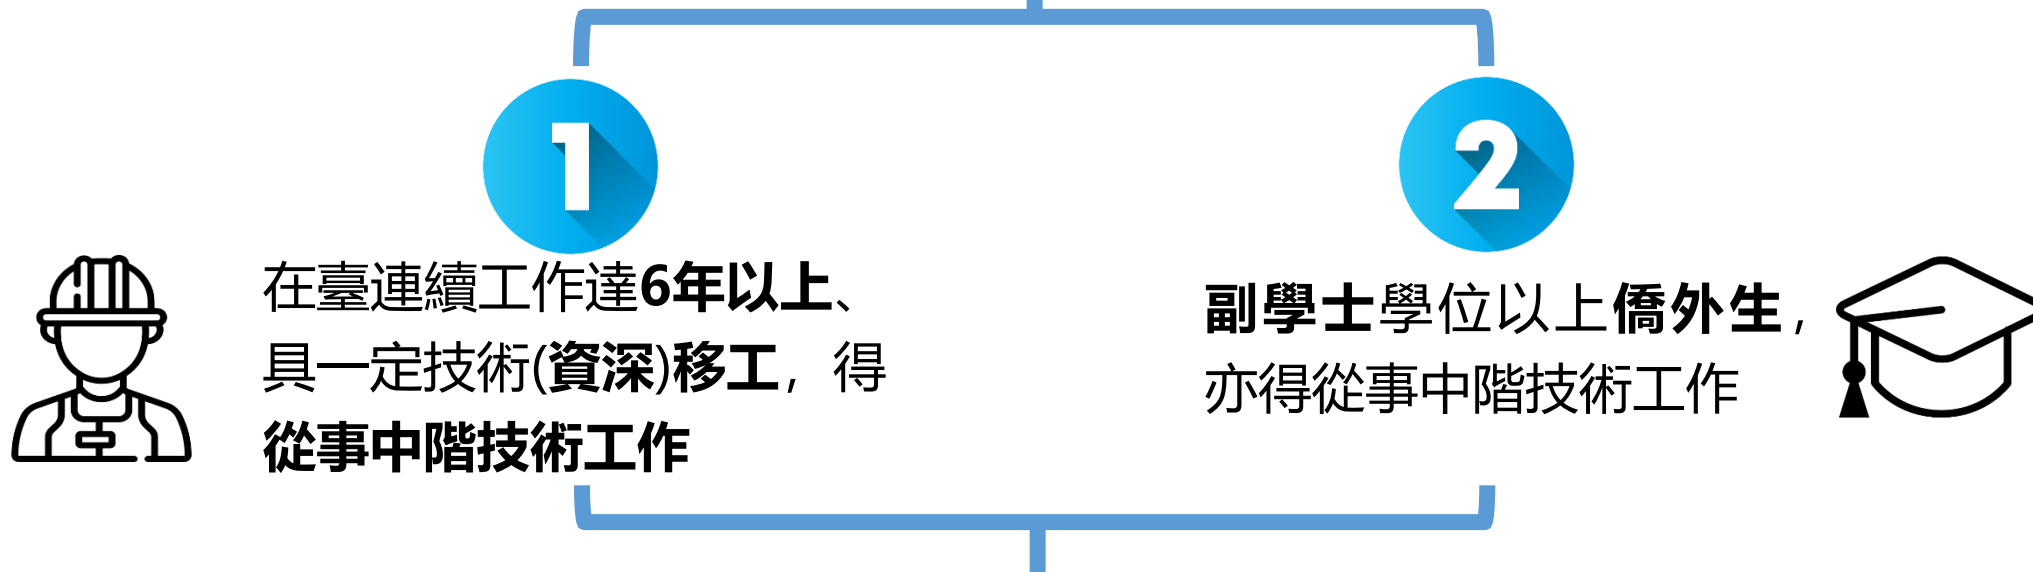 1
在臺連續工作達6年以上、
具一定技術(資深)移工，得
從事中階技術工作
2
副學士學位以上僑外生，
亦得從事中階技術工作